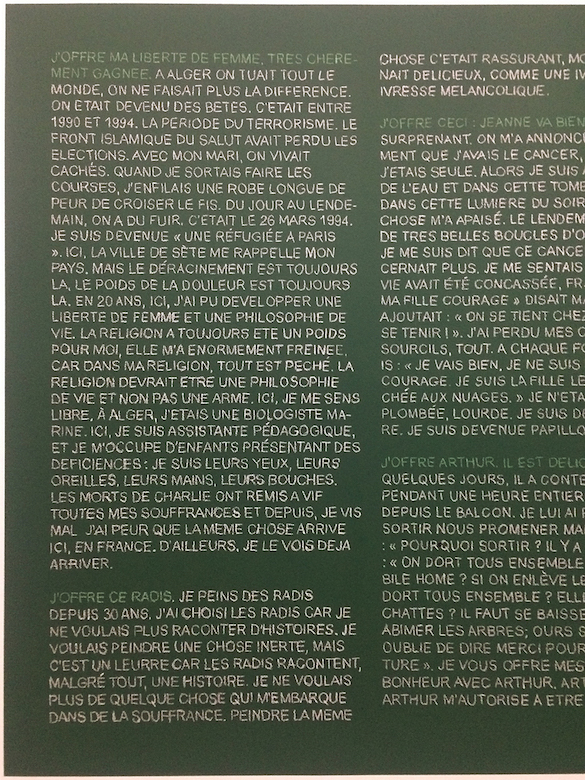 J'OFFRE MA LIBERTE DE FEMME, TRES CHERE-
MENT GAGNEE. A ALGER ON TUAIT TOUT LE
MONDE, ON NE FAISAIT PLUS LA DIFFERENCE.
ON ETAIT DEVENU DES BETES. C'ETAIT ENTRE
1990 ET 1994. LA PERIODE DU TERRORISME. LE
FRONT ISLAMIQUE DU SALUT AVAIT PERDU LES
ELECTIONS. AVEC MON MARI, ON VIVAIT
CACHÉS. QUAND JE SORTAIS FAIRE LES
COURSES, J'ENFILAIS UNE ROBE LONGUE DE
PEUR DE CROISER LE FIS. DU JOUR AU LENDE-
MAIN, ON A DU FUIR. C'ETAIT LE 26 MARS 1994.
JE SUIS DEVENUE « UNE RÉFUGIÉE A PARIS
». ICI, LA VILLE DE SÈTE ME RAPPELLE MON
PAYS. MAIS LE DÉRACINEMENT EST TOUJOURS
LA, LE POIDS DE LA DOULEUR EST TOUJOURS
LA. EN 20 ANS, ICI, J'AI PU DEVELOPPER UNE
LIBERTE DE FEMME ET UNE PHILOSOPHIE DE
VIE. LA RELIGION A TOUJOURS ETE UN POIDS
POUR MOI, ELLE M'A ENORMEMENT FREINEE,
CAR DANS MA RELIGION, TOUT EST PECHÉ. LA
RELIGION DEVRAIT ETRE UNE PHILOSOPHIE
DE VIE ET NON PAS UNE ARME. ICI, JE ME SENS
LIBRE, À ALGER, J'ETAIS UNE BIOLOGISTE MA-
RINE. ICI, JE SUIS ASSISTANTE PÉDAGOGIQUE,
ET JE M'OCCUPE D'ENFANTS PRÉSENTANT DES
DEFICIENCES : JE SUIS LEURS YEUX, LEURS
OREILLES, LEURS MAINS, LEURS BOUCHES.
LES MORTS DE CHARLIE ONT REMIS A VIF
TOUTES MES SOUFFRANCES ET DEPUIS, JE VIS
MAL J'AI PEUR QUE LA MEME CHOSE ARRIVE
ICI, EN FRANCE. D'AILLEURS, JE LE VOIS DEJA
ARRIVER.
J'OFFRE CE RADIS. JE PEINS DES RADIS
DEPUIS 30 ANS. J'AI CHOISI LES RADIS CAR JE
NE VOULAIS PLUS RACONTER D'HISTOIRES. JE
VOULAIS PEINDRE UNE CHOSE INERTE, MAIS
C'EST UN LEURRE CAR LES RADIS RACONTENT,
MALGRÉ TOUT, UNE HISTOIRE. JE NE VOULAIS
PLUS DE QUELQUE CHOSE QUI M'EMBARQUE
DANS DE LA SOUFFRANCE. PEINDRE LA MEME
CHOSE C'ETAIT RASSURANT, MO
NAIT DELICIEUX, COMME UNE IV
IVRESSE MELANCOLIQUE.
J'OFFRE CECI : JEANNE VA BIEN
SURPRENANT. ON M'A ANNONC
MENT QUE J'AVAIS LE CANCER,
J'ETAIS SEULE. ALORS JE SUIS A
DE L'EAU ET DANS CETTE TOM
DANS CETTE LUMIERE DU SOIR
CHOSE M'A APAISÉ. LE LENDEM
DE TRES BELLES BOUCLES D'O
JE ME SUIS DIT QUE CE CANCE
CERNAIT PLUS. JE ME SENTAIS
VIE AVAIT ÉTÉ CONCASSÉE, FR
MA FILLE COURAGE » DISAIT M
AJOUTAIT : « ON SE TIENT CHEZ
SE TENIR ! ». J'AI PERDU MES C
SOURCILS, TOUT. A CHAQUE FO
IS : « JE VAIS BIEN, JE NE SUIS
COURAGE. JE SUIS LA FILLE LE
CHÉE AUX NUAGES. » JE N'ETA
PLOMBÉE, LOURDE. JE SUIS D
RE. JE SUIS DEVENUE PAPILLO
J'OFFRE ARTHUR. IL EST DELIC
QUELQUES JOURS, IL A CONTE
PENDANT UNE HEURE ENTIER
DEPUIS LE BALCON. JE LUI AI P
SORTIR NOUS PROMENER MA
: « POURQUOI SORTIR ? IL Y A
: « ON DORT TOUS ENSEMBLE
BILE HOME ? SI ON ENLÈVE LE
DORT TOUS ENSEMBLE ? ELLE
CHATTES ? IL FAUT SE BAISSE
ABIMER LES ARBRES; OURS C
OUBLIE DE DIRE MERCI POUR
TURE ». JE VOUS OFFRE MES
BONHEUR AVEC ARTHUR. ART
ARTHUR M'AUTORISE A ETRE